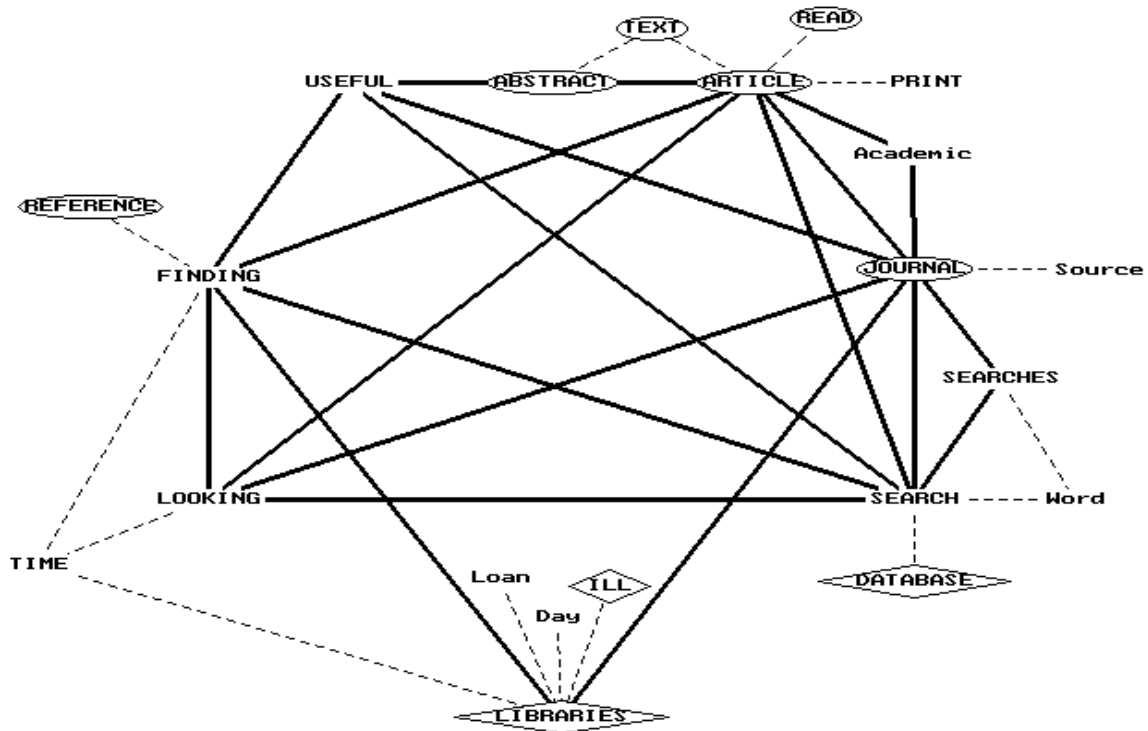 READ
TEXT
USEFUL
ABSTRACT
ARTICLE
PRINT
Academic
REFERENCE
FINDING
JOURNAL
Source
SEARCHES
LOOKING
SEARCH
Word
TIME
Loan
ILL
DATABASE
Day
LIBRARIES